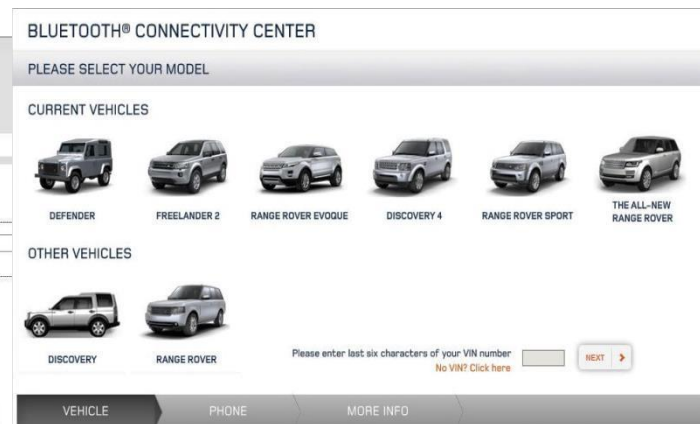 BLUETOOTH® CONNECTIVITY CENTER
PLEASE SELECT YOUR MODEL
CURRENT VEHICLES
DEFENDER
FREELANDER 2
RANGE ROVER EVOQUE
DISCOVERY 4
RANGE ROVER SPORT
THE ALL-NEW
RANGE ROVER
OTHER VEHICLES
DISCOVERY
RANGE ROVER
Please enter last six characters of your VIN number
No VIN? Click here
NEXT
VEHICLE
PHONE
MORE INFO